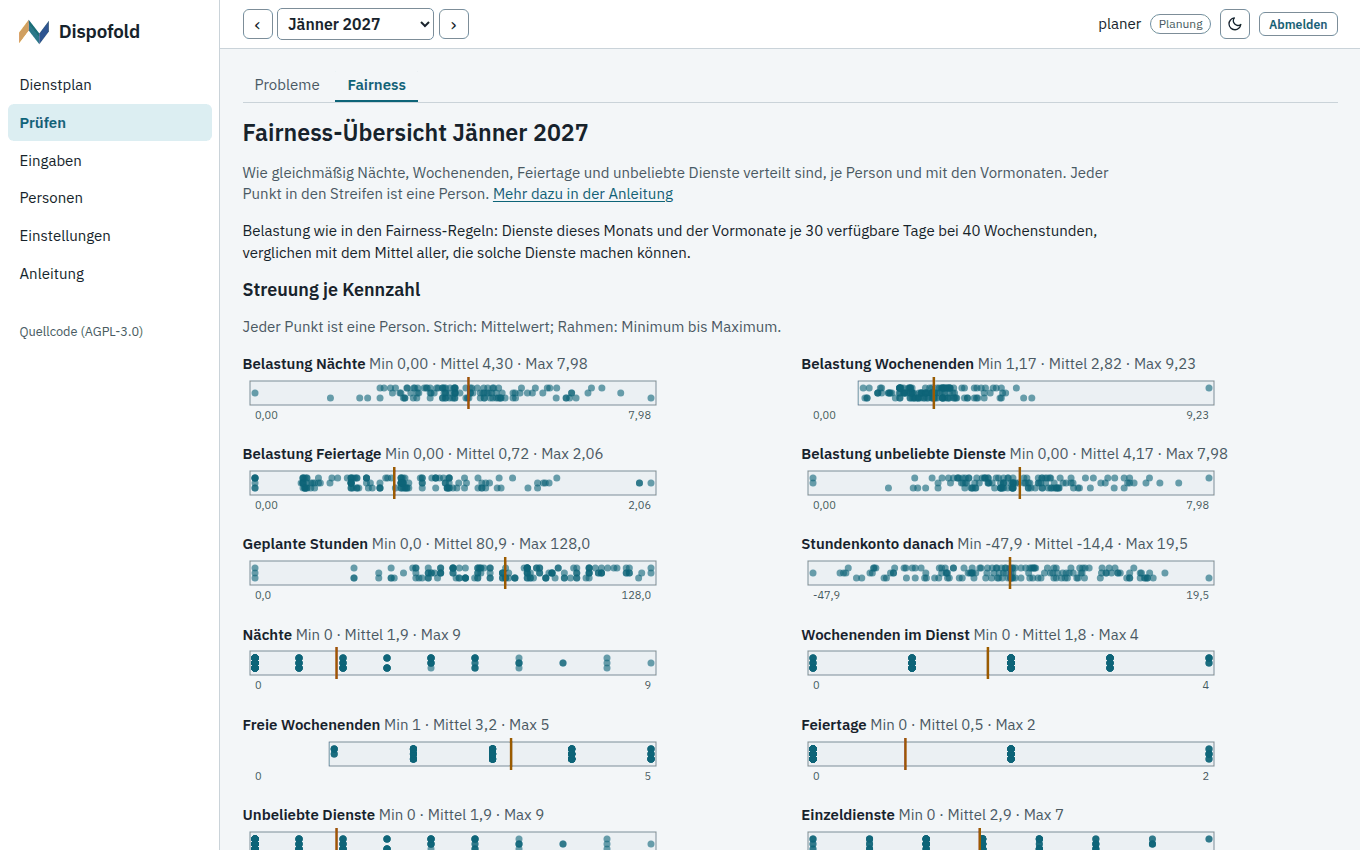 Dispofold
Dienstplan
Prüfen
Eingaben
Personen
Einstellungen
Anleitung
Quellcode (AGPL-3.0)
‹ Jänner 2027 ›
planer Planung Abmelden
Probleme Fairness
Fairness-Übersicht Jänner 2027
Wie gleichmäßig Nächte, Wochenenden, Feiertage und unbeliebte Dienste verteilt sind, je Person und mit den Vormonaten. Jeder
Punkt in den Streifen ist eine Person. Mehr dazu in der Anleitung
Belastung wie in den Fairness-Regeln: Dienste dieses Monats und der Vormonate je 30 verfügbare Tage bei 40 Wochenstunden,
verglichen mit dem Mittel aller, die solche Dienste machen können.
Streuung je Kennzahl
Jeder Punkt ist eine Person. Strich: Mittelwert; Rahmen: Minimum bis Maximum.
Belastung Nächte Min 0,00 · Mittel 4,30 · Max 7,98
0,00 7,98
Belastung Wochenenden Min 1,17 · Mittel 2,82 · Max 9,23
0,00 9,23
Belastung Feiertage Min 0,00 · Mittel 0,72 · Max 2,06
0,00 2,06
Belastung unbeliebte Dienste Min 0,00 · Mittel 4,17 · Max 7,98
0,00 7,98
Geplante Stunden Min 0,0 · Mittel 80,9 · Max 128,0
0,0 128,0
Stundenkonto danach Min -47,9 · Mittel -14,4 · Max 19,5
-47,9 19,5
Nächte Min 0 · Mittel 1,9 · Max 9
0 9
Wochenenden im Dienst Min 0 · Mittel 1,8 · Max 4
0 4
Freie Wochenenden Min 1 · Mittel 3,2 · Max 5
0 5
Feiertage Min 0 · Mittel 0,5 · Max 2
0 2
Unbeliebte Dienste Min 0 · Mittel 1,9 · Max 9
Einzeldienste Min 0 · Mittel 2,9 · Max 7